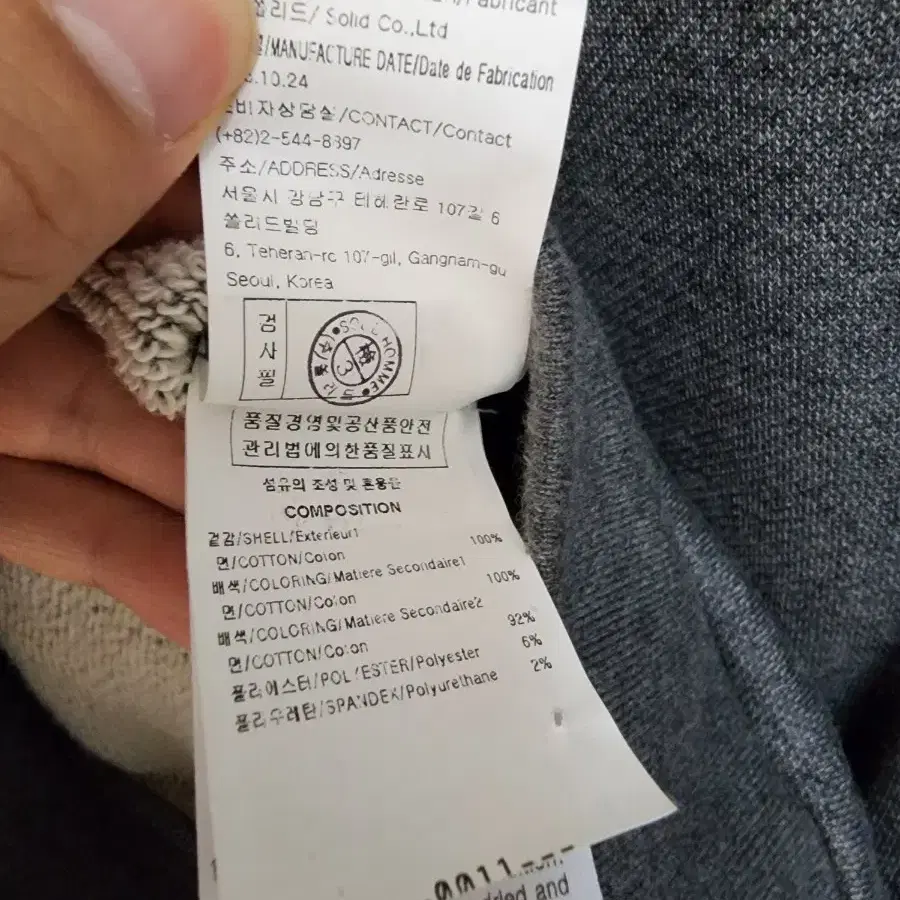 Fabricant
쏠리드/ Solid Co.,Ltd
/MANUFACTURE DATE/Date de Fabrication
.10.24
비자상담실/CONTACT/Contact
(+82)2-544-8397
주소/ADDRESS/Adresse
서울시 강남구 테헤란로 107길 6
쏠리드빌딩
6, Teheran-ro 107-gil, Gangnam-gu
Seoul, Korea
검사필
SOLID HOMME
품질경영및공산품안전
관리법에의한품질표시
섬유의 조성 및 혼용율
COMPOSITION
겉감/SHELL/Exterieur1
면/COTTON/Coton 100%
배색/COLORING/Matiere Secondaire1
면/COTTON/Coton 100%
배색/COLORING/Matiere Secondaire2
면/COTTON/Coton 92%
폴리에스터/POLYESTER/Polyester 6%
폴리우레탄/SPANDEX/Polyurethane 2%
0011
and